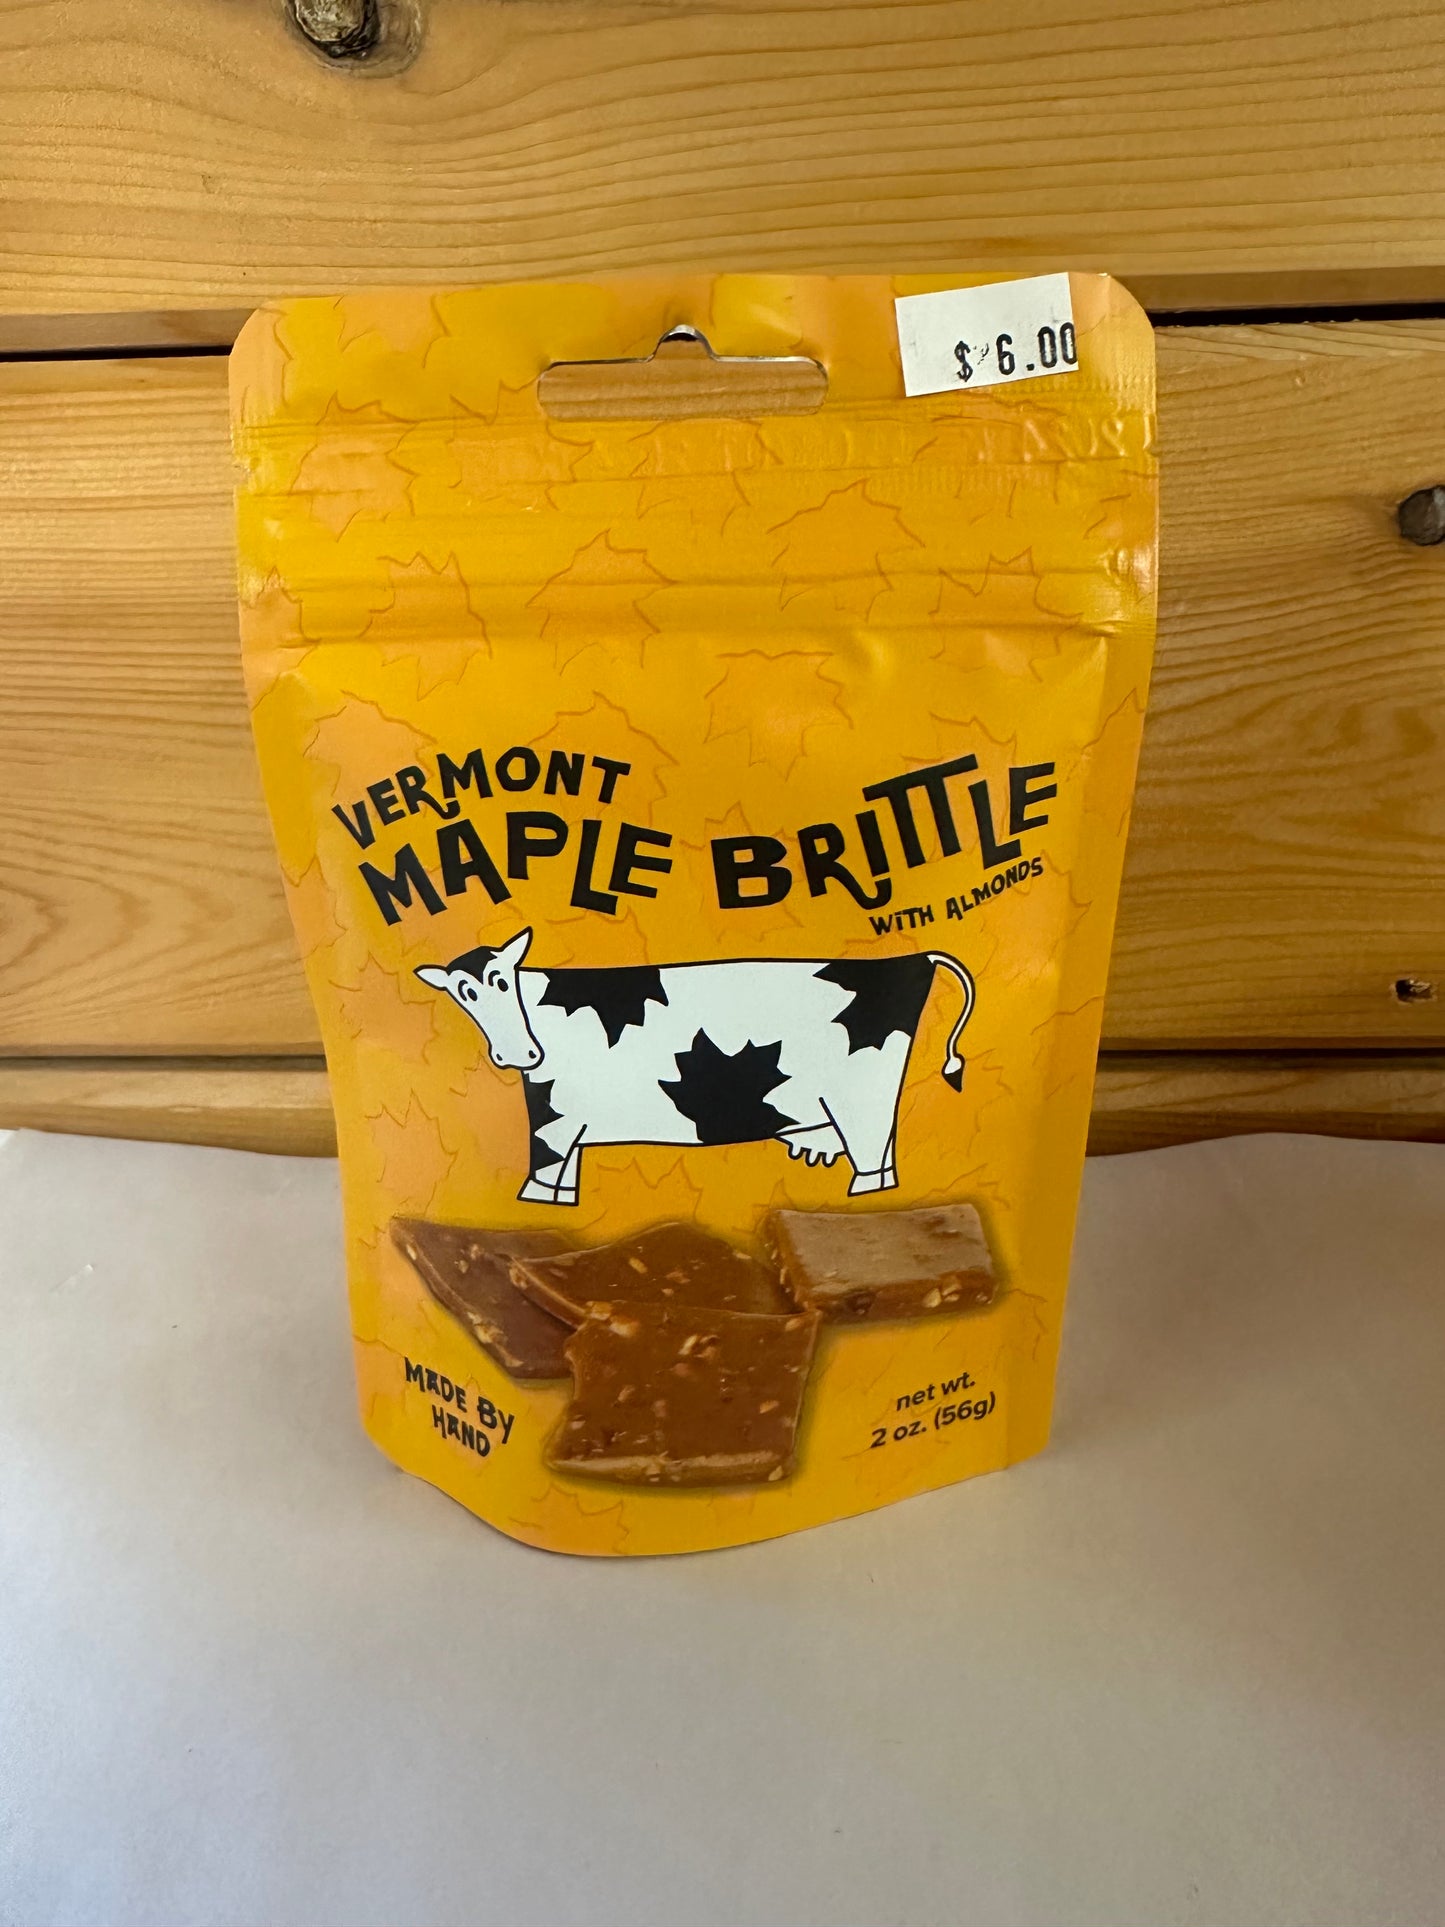 $ 6.00
VERMONT
MAPLE BRITTLE
WITH ALMONDS
MADE BY
HAND
net wt.
2 oz. (56g)